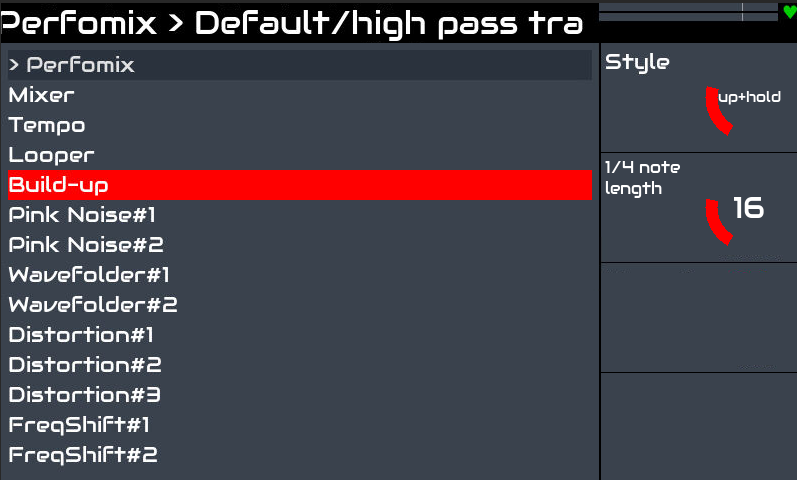 Perfomix > Default/high pass tra
> Perfomix
Mixer
Tempo
Looper
Build-up
Pink Noise#1
Pink Noise#2
Wavefolder#1
Wavefolder#2
Distortion#1
Distortion#2
Distortion#3
FreqShift#1
FreqShift#2
Style
up+hold
1/4 note
length
16